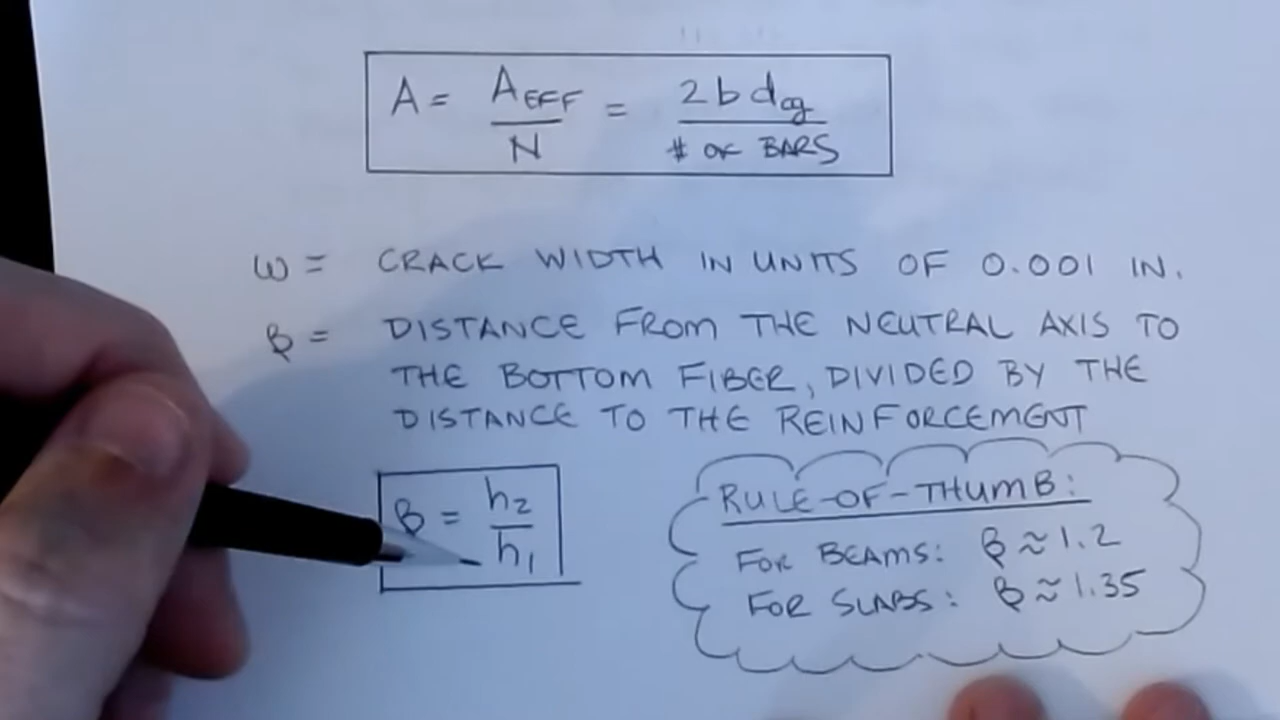 A = A_EFF / N = 2 b d_cg / # OF BARS
ω = CRACK WIDTH IN UNITS OF 0.001 IN.
β = DISTANCE FROM THE NEUTRAL AXIS TO
THE BOTTOM FIBER, DIVIDED BY THE
DISTANCE TO THE REINFORCEMENT
β = h₂ / h₁
RULE-OF-THUMB:
FOR BEAMS: β ≈ 1.2
FOR SLABS: β ≈ 1.35